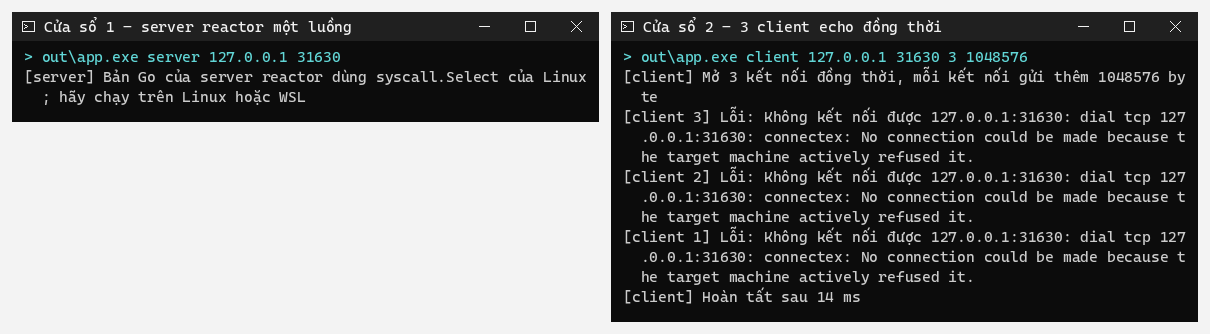 Cửa sổ 1 — server reactor một luồng
> out\app.exe server 127.0.0.1 31630
[server] Bản Go của server reactor dùng syscall.Select của Linux
; hãy chạy trên Linux hoặc WSL
Cửa sổ 2 — 3 client echo đồng thời
> out\app.exe client 127.0.0.1 31630 3 1048576
[client] Mở 3 kết nối đồng thời, mỗi kết nối gửi thêm 1048576 by
te
[client 3] Lỗi: Không kết nối được 127.0.0.1:31630: dial tcp 127
.0.0.1:31630: connectex: No connection could be made because t
he target machine actively refused it.
[client 2] Lỗi: Không kết nối được 127.0.0.1:31630: dial tcp 127
.0.0.1:31630: connectex: No connection could be made because t
he target machine actively refused it.
[client 1] Lỗi: Không kết nối được 127.0.0.1:31630: dial tcp 127
.0.0.1:31630: connectex: No connection could be made because t
he target machine actively refused it.
[client] Hoàn tất sau 14 ms